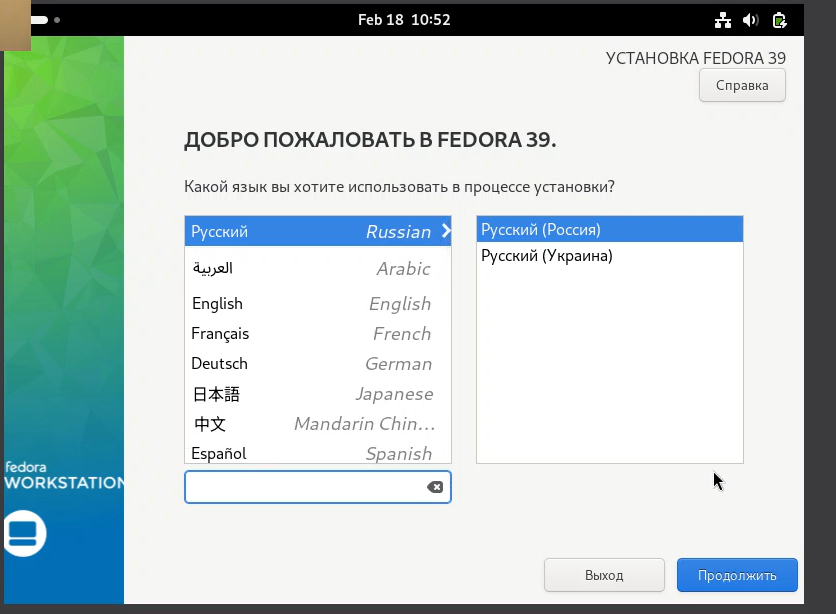 Feb 18 10:52
УСТАНОВКА FEDORA 39
Справка
ДОБРО ПОЖАЛОВАТЬ В FEDORA 39.
Какой язык вы хотите использовать в процессе установки?
Русский Russian
العربية Arabic
English English
Français French
Deutsch German
日本語 Japanese
中文 Mandarin Chin...
Español Spanish
Русский (Россия)
Русский (Украина)
fedora
WORKSTATION
Выход
Продолжить